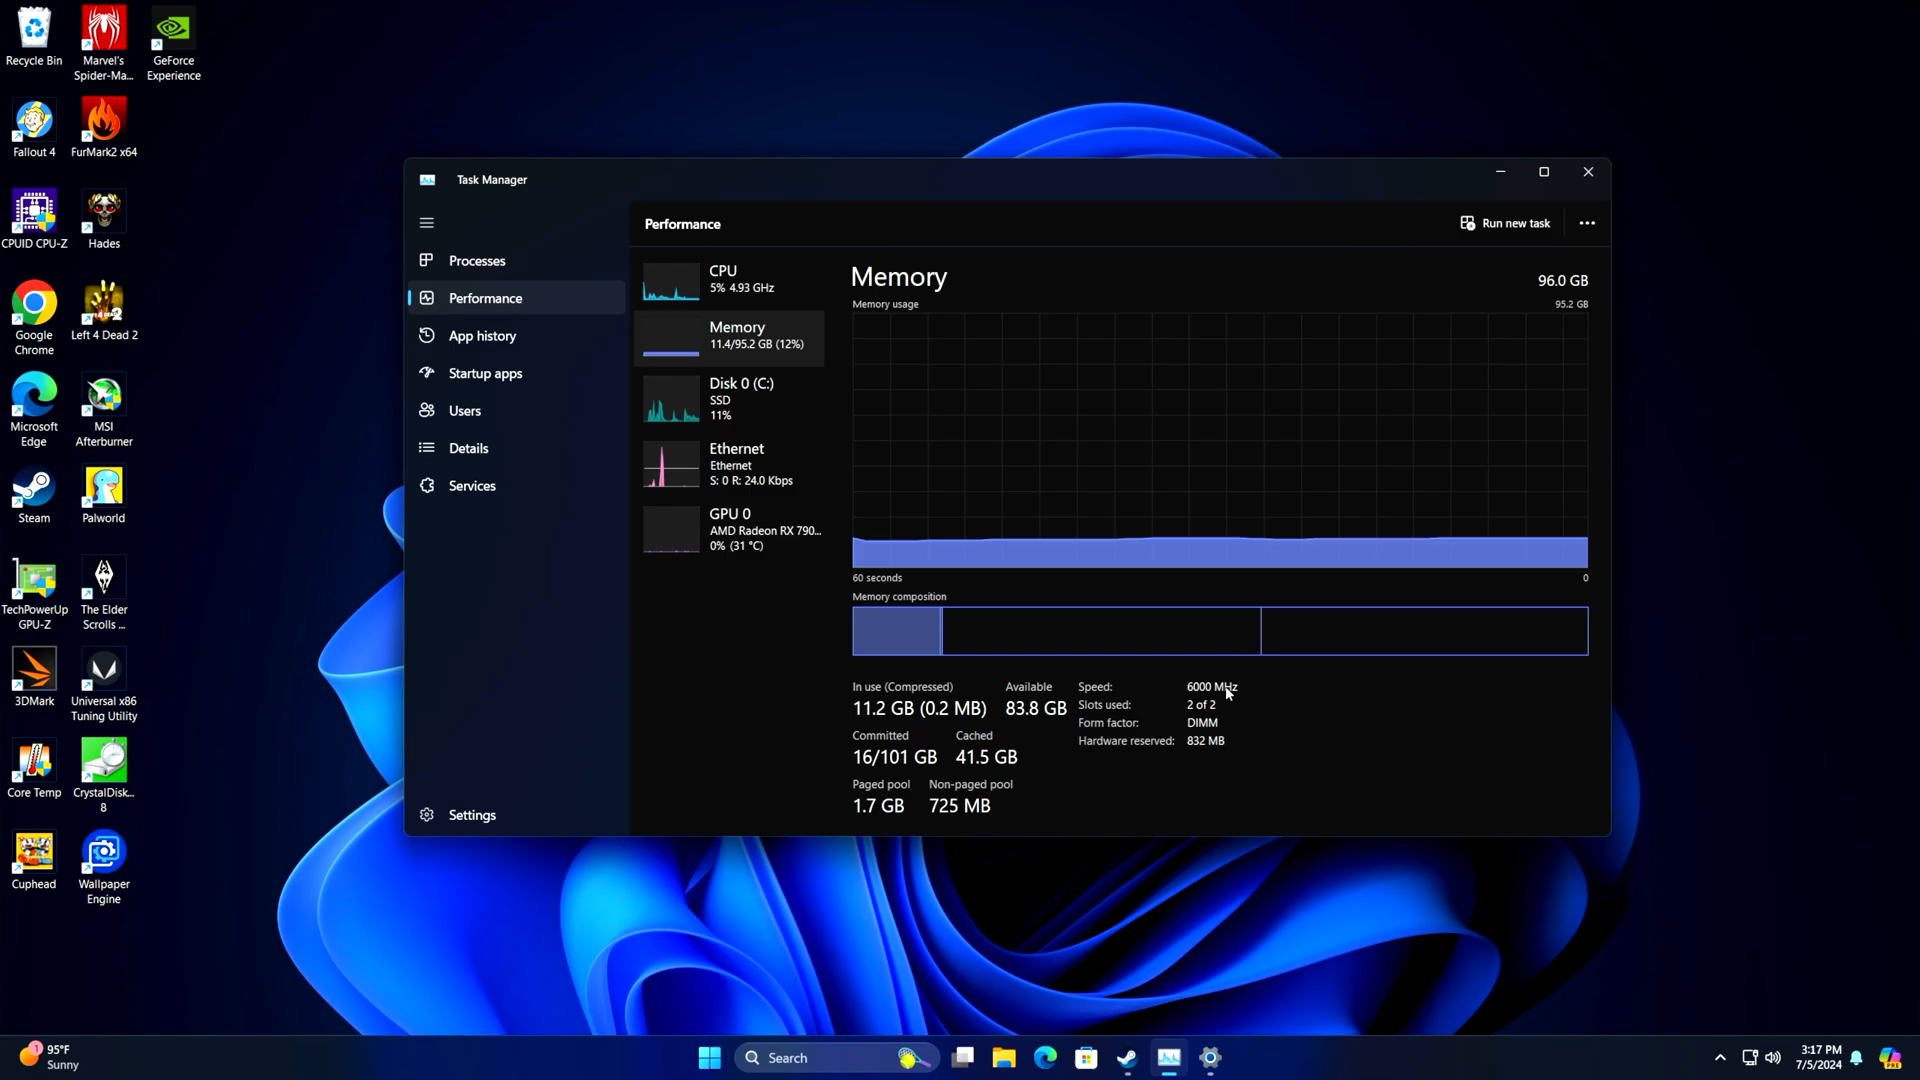 Recycle Bin
Marvel's
Spider-Ma...
GeForce
Experience
Fallout 4
FurMark2 x64
CPUID CPU-Z
Hades
Google
Chrome
Left 4 Dead 2
Microsoft
Edge
MSI
Afterburner
Steam
Palworld
TechPowerUp
GPU-Z
The Elder
Scrolls ...
3DMark
Universal x86
Tuning Utility
Core Temp
CrystalDisk...
8
Cuphead
Wallpaper
Engine
Task Manager
Processes
Performance
App history
Startup apps
Users
Details
Services
Settings
Performance
Run new task
CPU
5% 4.93 GHz
Memory
11.4/95.2 GB (12%)
Disk 0 (C:)
SSD
11%
Ethernet
Ethernet
S: 0 R: 24.0 Kbps
GPU 0
AMD Radeon RX 790...
0% (31 °C)
Memory
96.0 GB
Memory usage
95.2 GB
60 seconds
0
Memory composition
In use (Compressed)
11.2 GB (0.2 MB)
Available
83.8 GB
Committed
16/101 GB
Cached
41.5 GB
Paged pool
1.7 GB
Non-paged pool
725 MB
Speed: 6000 MHz
Slots used: 2 of 2
Form factor: DIMM
Hardware reserved: 832 MB
1
95°F
Sunny
Search
3:17 PM
7/5/2024
PRE